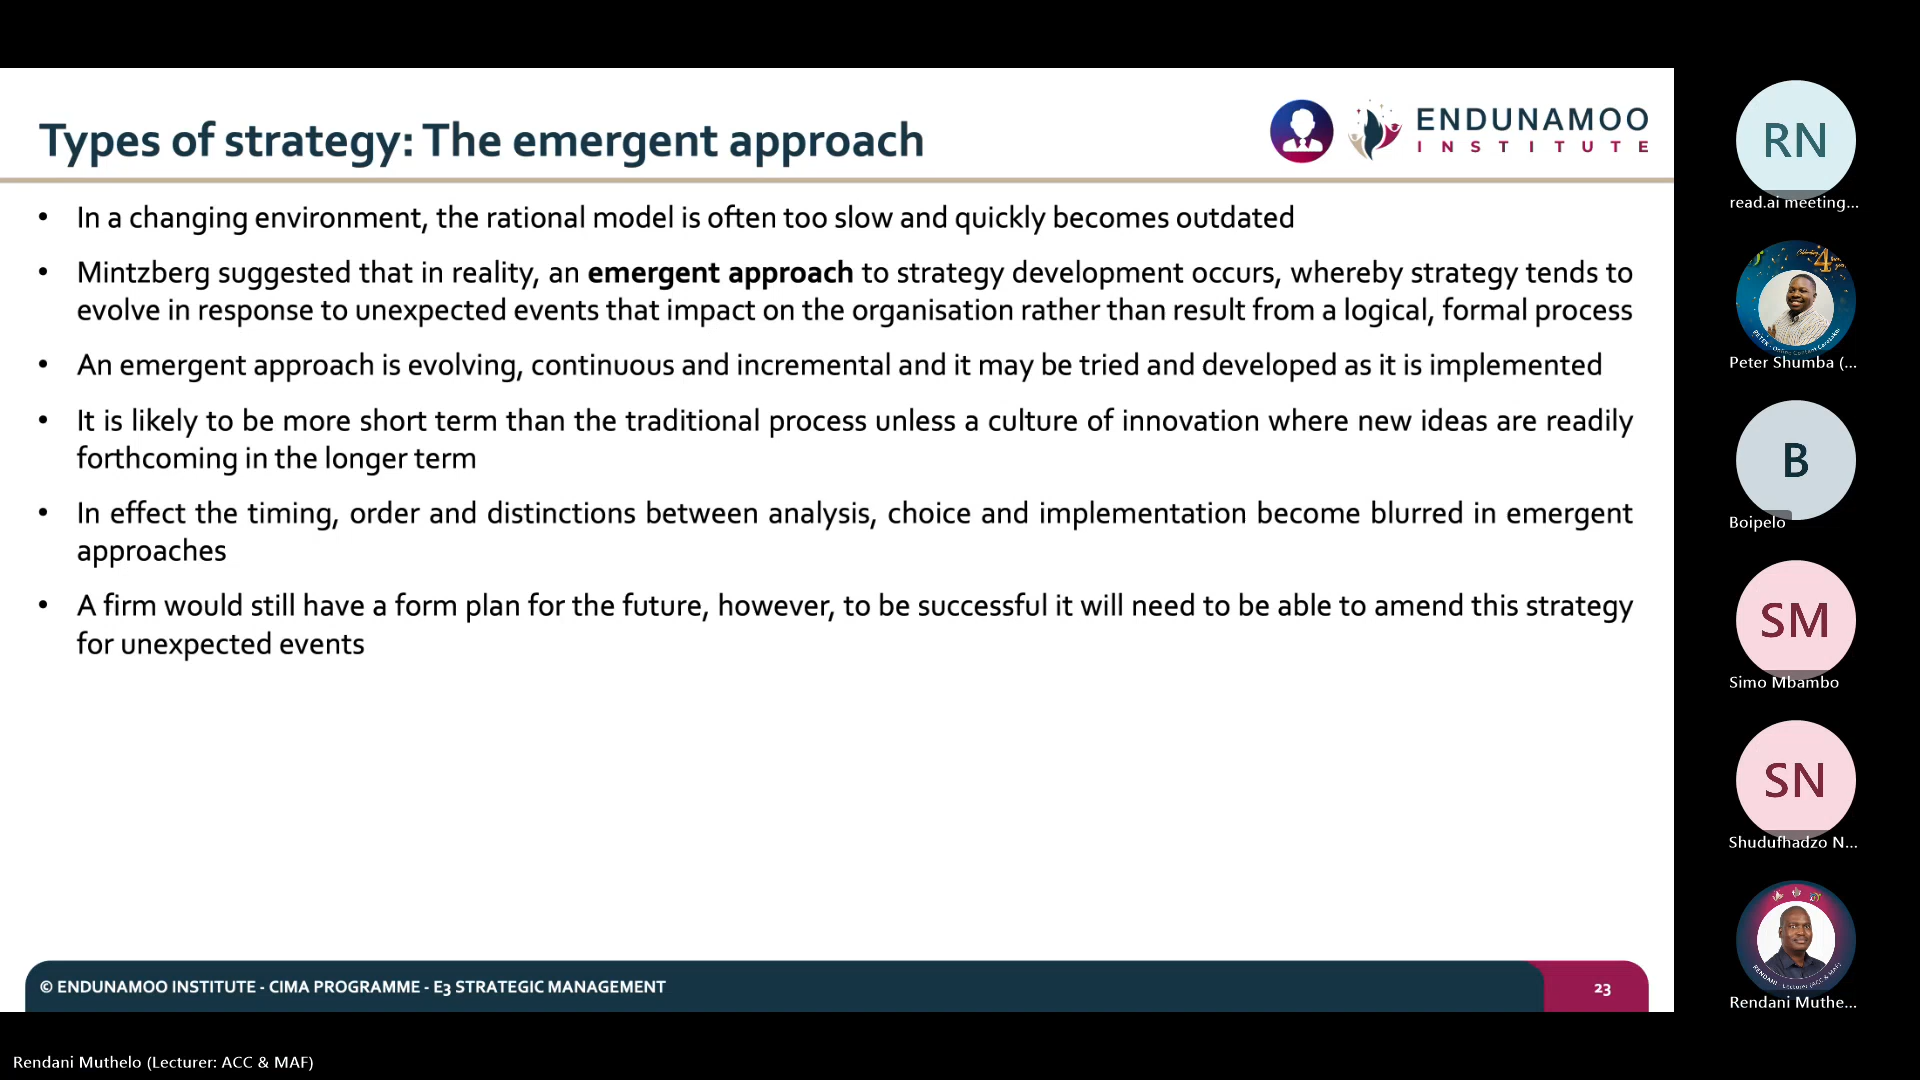 Types of strategy: The emergent approach
ENDUNAMOO
INSTITUTE
• In a changing environment, the rational model is often too slow and quickly becomes outdated
• Mintzberg suggested that in reality, an emergent approach to strategy development occurs, whereby strategy tends to
evolve in response to unexpected events that impact on the organisation rather than result from a logical, formal process
• An emergent approach is evolving, continuous and incremental and it may be tried and developed as it is implemented
• It is likely to be more short term than the traditional process unless a culture of innovation where new ideas are readily
forthcoming in the longer term
• In effect the timing, order and distinctions between analysis, choice and implementation become blurred in emergent
approaches
• A firm would still have a form plan for the future, however, to be successful it will need to be able to amend this strategy
for unexpected events
© ENDUNAMOO INSTITUTE - CIMA PROGRAMME - E3 STRATEGIC MANAGEMENT
23
RN
read.ai meeting...
Peter Shumba (...
B
Boipelo
SM
Simo Mbambo
SN
Shudufhadzo N...
Rendani Muthe...
Rendani Muthelo (Lecturer: ACC & MAF)